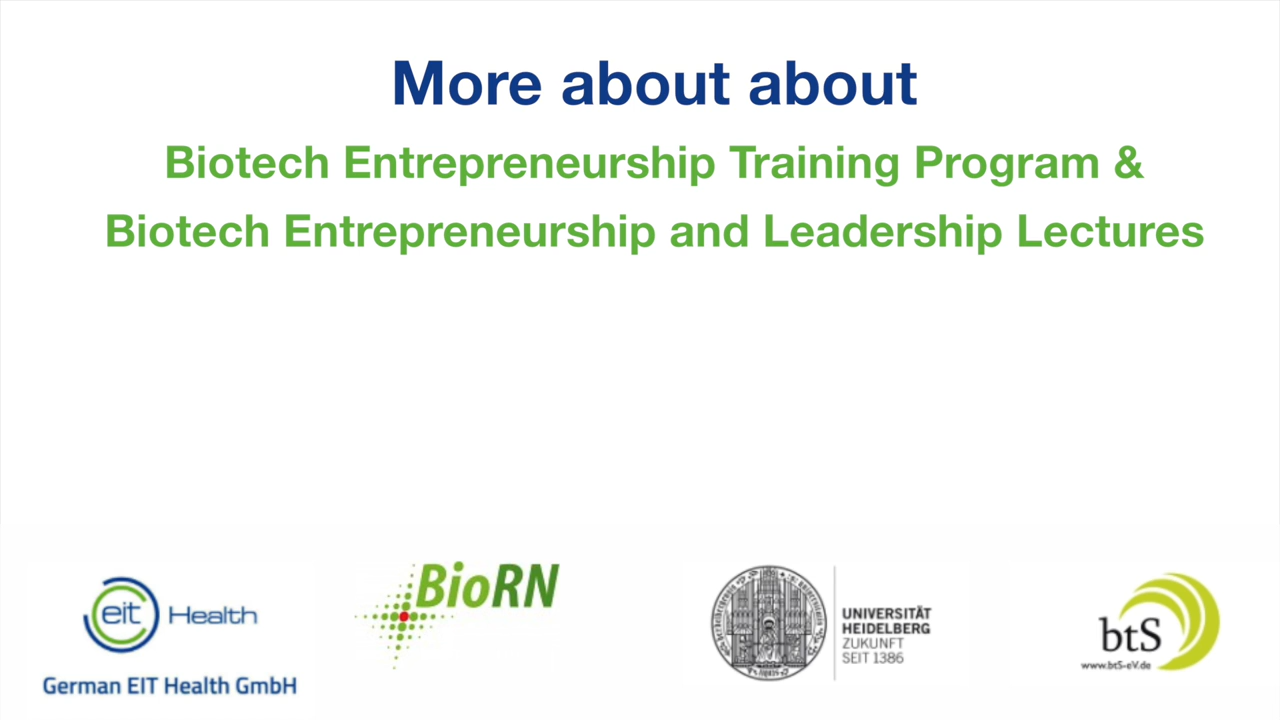 More about about
Biotech Entrepreneurship Training Program &
Biotech Entrepreneurship and Leadership Lectures
eit Health
German EIT Health GmbH
BioRN
UNIVERSITÄT
HEIDELBERG
ZUKUNFT
SEIT 1386
btS
www.btS-eV.de